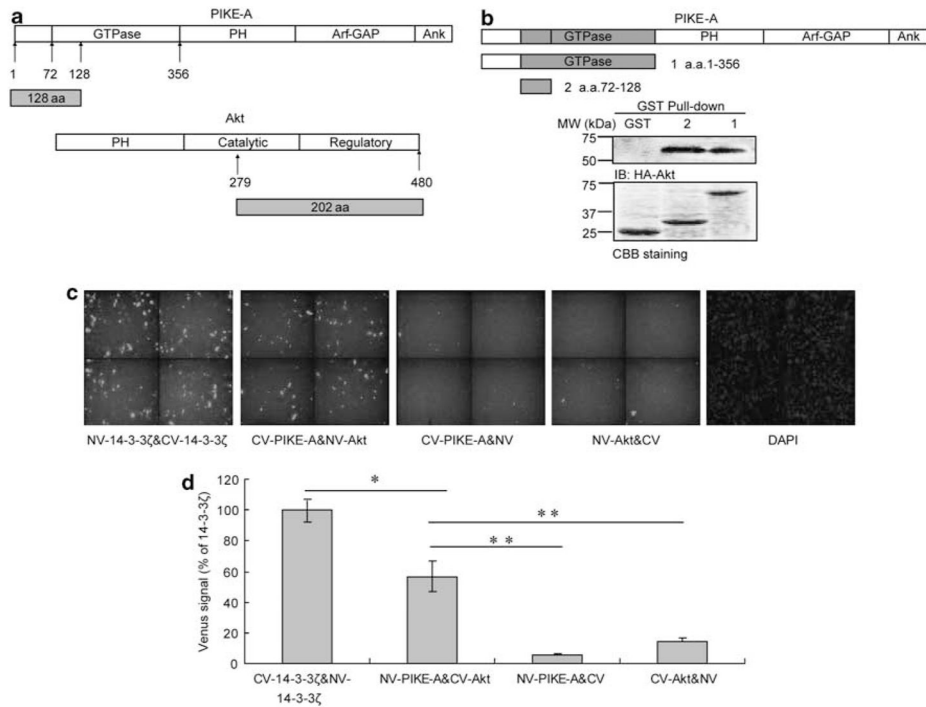 a
PIKE-A
GTPase PH Arf-GAP Ank
1 72 128 356
128 aa
Akt
PH Catalytic Regulatory
279 480
202 aa
b
PIKE-A
GTPase PH Arf-GAP Ank
GTPase 1 a.a.1-356
2 a.a.72-128
GST Pull-down
MW (kDa) GST 2 1
75
50
IB: HA-Akt
75
37
25
CBB staining
c
NV-14-3-3ζ&CV-14-3-3ζ CV-PIKE-A&NV-Akt CV-PIKE-A&NV NV-Akt&CV DAPI
d
Venus signal (% of 14-3-3ζ)
120
100
80
60
40
20
0
*
**
**
CV-14-3-3ζ&NV-
14-3-3ζ
NV-PIKE-A&CV-Akt NV-PIKE-A&CV CV-Akt&NV